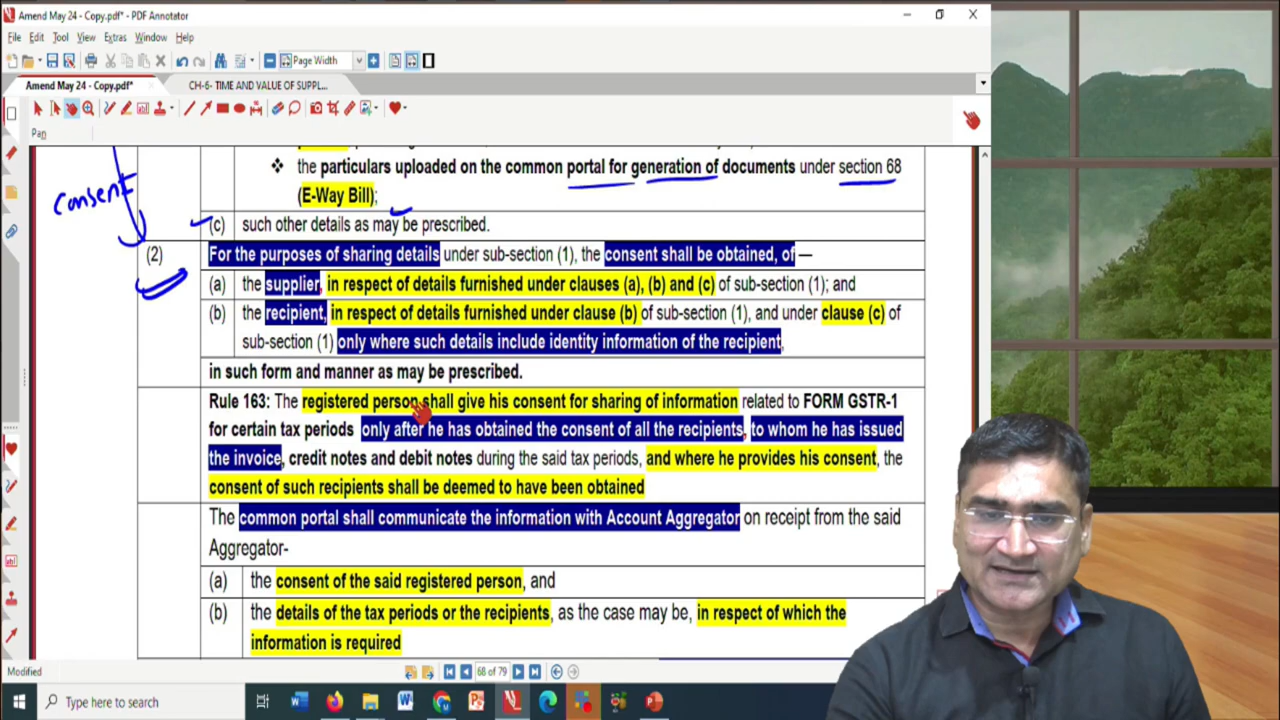 Amend May 24 - Copy.pdf* - PDF Annotator
File Edit Tool View Extras Window Help
Page Width
Amend May 24 - Copy.pdf* CH-6- TIME AND VALUE OF SUPPL...
Pan
❖ the particulars uploaded on the common portal for generation of documents under section 68
(E-Way Bill);
Consent
(c) such other details as may be prescribed.
(2) For the purposes of sharing details under sub-section (1), the consent shall be obtained, of —
(a) the supplier, in respect of details furnished under clauses (a), (b) and (c) of sub-section (1); and
(b) the recipient, in respect of details furnished under clause (b) of sub-section (1), and under clause (c) of
sub-section (1) only where such details include identity information of the recipient,
in such form and manner as may be prescribed.
Rule 163: The registered person shall give his consent for sharing of information related to FORM GSTR-1
for certain tax periods only after he has obtained the consent of all the recipients, to whom he has issued
the invoice, credit notes and debit notes during the said tax periods, and where he provides his consent, the
consent of such recipients shall be deemed to have been obtained
The common portal shall communicate the information with Account Aggregator on receipt from the said
Aggregator-
(a) the consent of the said registered person, and
(b) the details of the tax periods or the recipients, as the case may be, in respect of which the
information is required
Modified 68 of 79
Type here to search